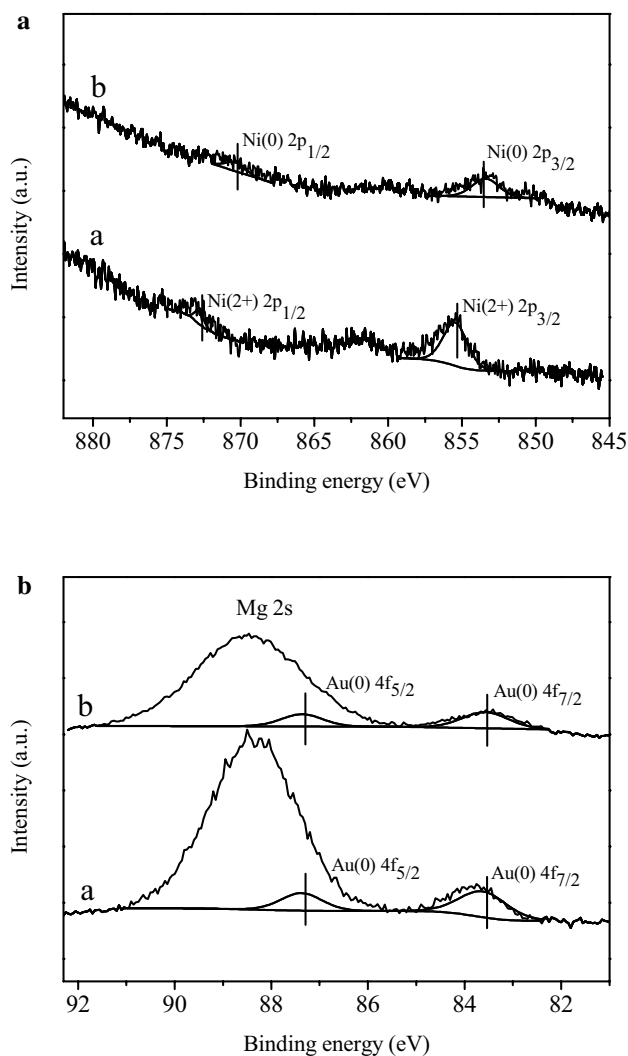 a
b
Ni(0) 2p1/2
Ni(0) 2p3/2
a
Ni(2+) 2p1/2
Ni(2+) 2p3/2
Intensity (a.u.)
880 875 870 865 860 855 850 845
Binding energy (eV)
b
Mg 2s
b
Au(0) 4f5/2
Au(0) 4f7/2
a
Au(0) 4f5/2
Au(0) 4f7/2
Intensity (a.u.)
92 90 88 86 84 82
Binding energy (eV)